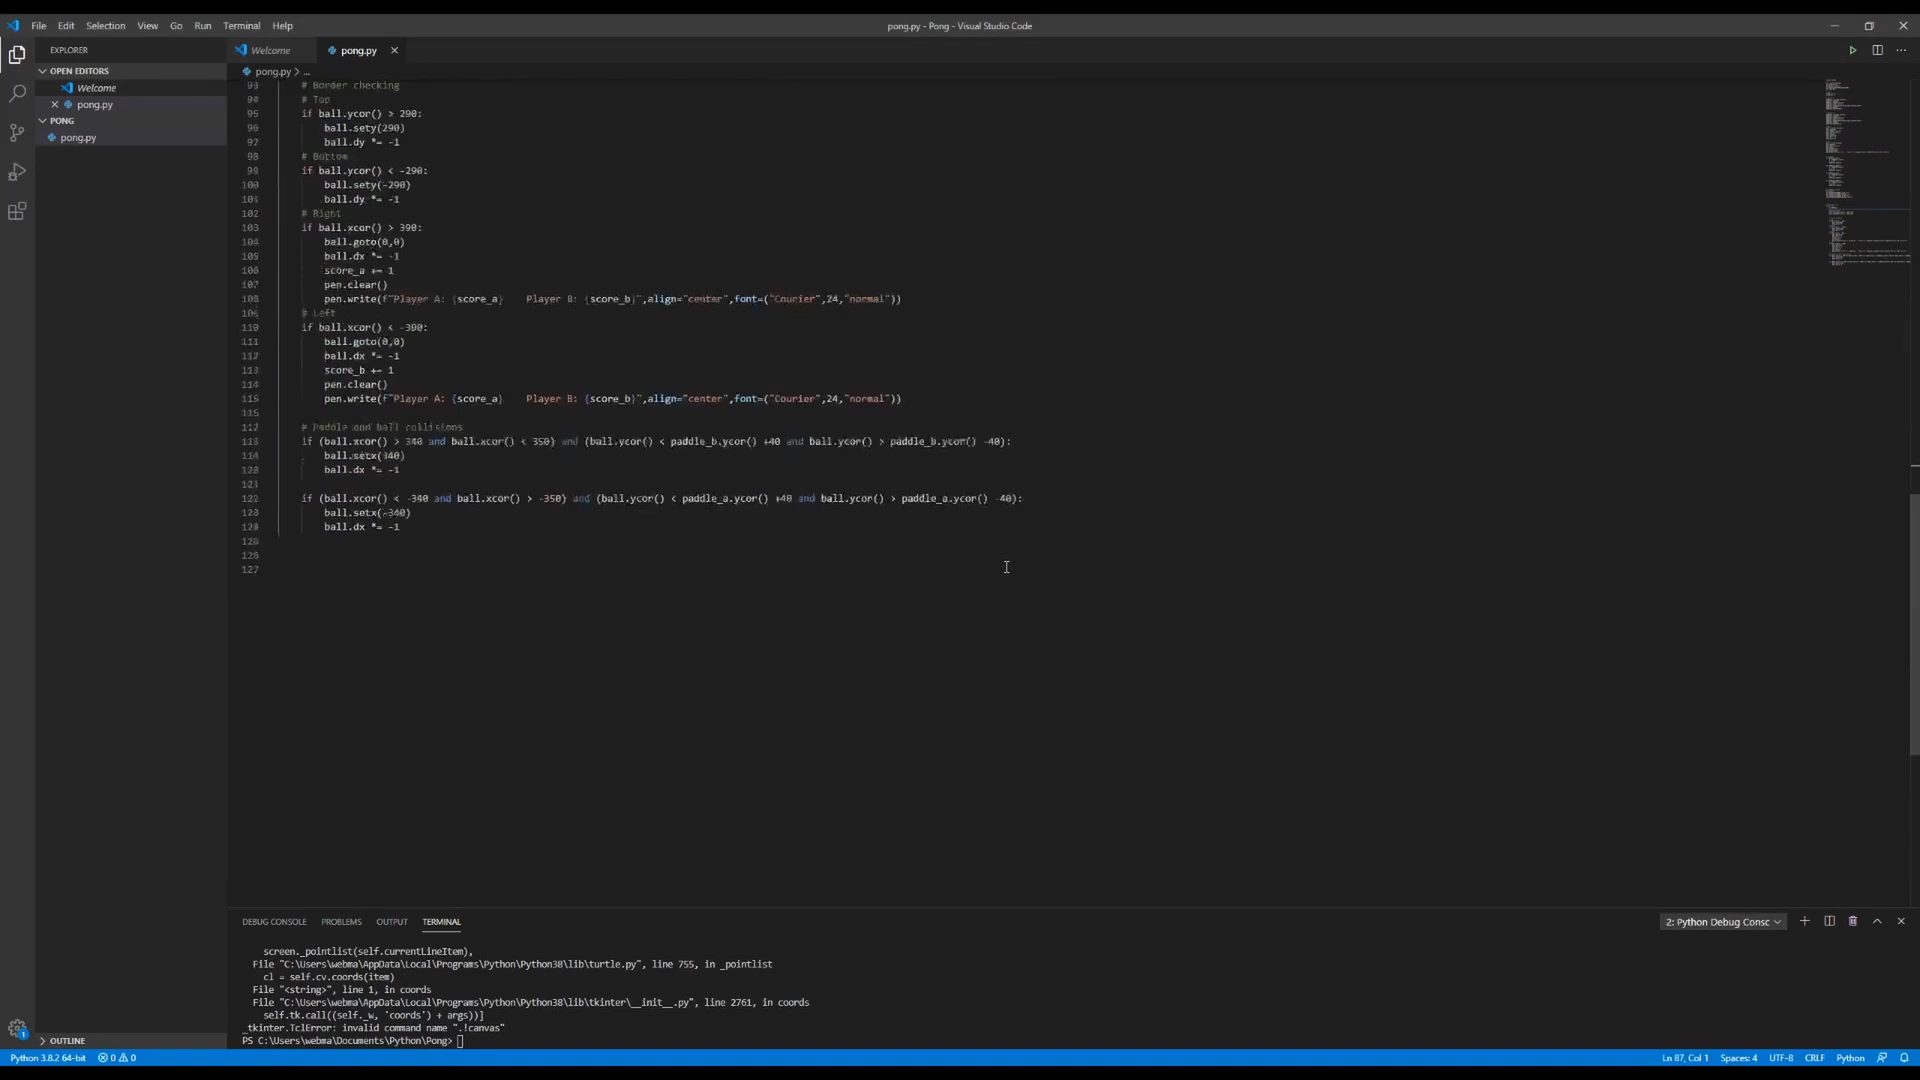 File Edit Selection View Go Run Terminal Help
pong.py - Pong - Visual Studio Code
EXPLORER
Welcome
pong.py
pong.py > ...
OPEN EDITORS
Welcome
pong.py
PONG
pong.py
93 # Border checking
94 # Top
95 if ball.ycor() > 290:
96 ball.sety(290)
97 ball.dy *= -1
98 # Bottom
99 if ball.ycor() < -290:
100 ball.sety(-290)
101 ball.dy *= -1
102 # Right
103 if ball.xcor() > 390:
104 ball.goto(0,0)
105 ball.dx *= -1
106 score_a += 1
107 pen.clear()
108 pen.write(f"Player A: {score_a} Player B: {score_b}",align="center",font=("Courier",24,"normal"))
109 # Left
110 if ball.xcor() < -390:
111 ball.goto(0,0)
112 ball.dx *= -1
113 score_b += 1
114 pen.clear()
115 pen.write(f"Player A: {score_a} Player B: {score_b}",align="center",font=("Courier",24,"normal"))
# Paddle and ball collisions
if (ball.xcor() > 340 and ball.xcor() < 350) and (ball.ycor() < paddle_b.ycor() +40 and ball.ycor() > paddle_b.ycor() -40):
ball.setx(340)
ball.dx *= -1
122 if (ball.xcor() < -340 and ball.xcor() > -350) and (ball.ycor() < paddle_a.ycor() +40 and ball.ycor() > paddle_a.ycor() -40):
ball.setx(-340)
ball.dx *= -1
125
126
127
DEBUG CONSOLE PROBLEMS OUTPUT TERMINAL
2: Python Debug Consc
screen._pointlist(self.currentLineItem),
File "C:\Users\webma\AppData\Local\Programs\Python\Python38\lib\turtle.py", line 755, in _pointlist
cl = self.cv.coords(item)
File "<string>", line 1, in coords
File "C:\Users\webma\AppData\Local\Programs\Python\Python38\lib\tkinter\__init__.py", line 2761, in coords
self.tk.call((self._w, 'coords') + args))]
_tkinter.TclError: invalid command name ".!canvas"
PS C:\Users\webma\Documents\Python\Pong>
OUTLINE
1
Python 3.8.2 64-bit 0 0
Ln 87, Col 1 Spaces: 4 UTF-8 CRLF Python